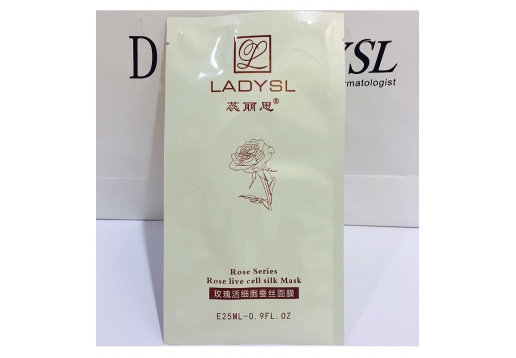 D YSL
rmatologist
LADYSL
蕊丽思®
Rose Series
Rose live cell silk Mask
玫瑰活细胞蚕丝面膜
E25ML-0.9FL.OZ